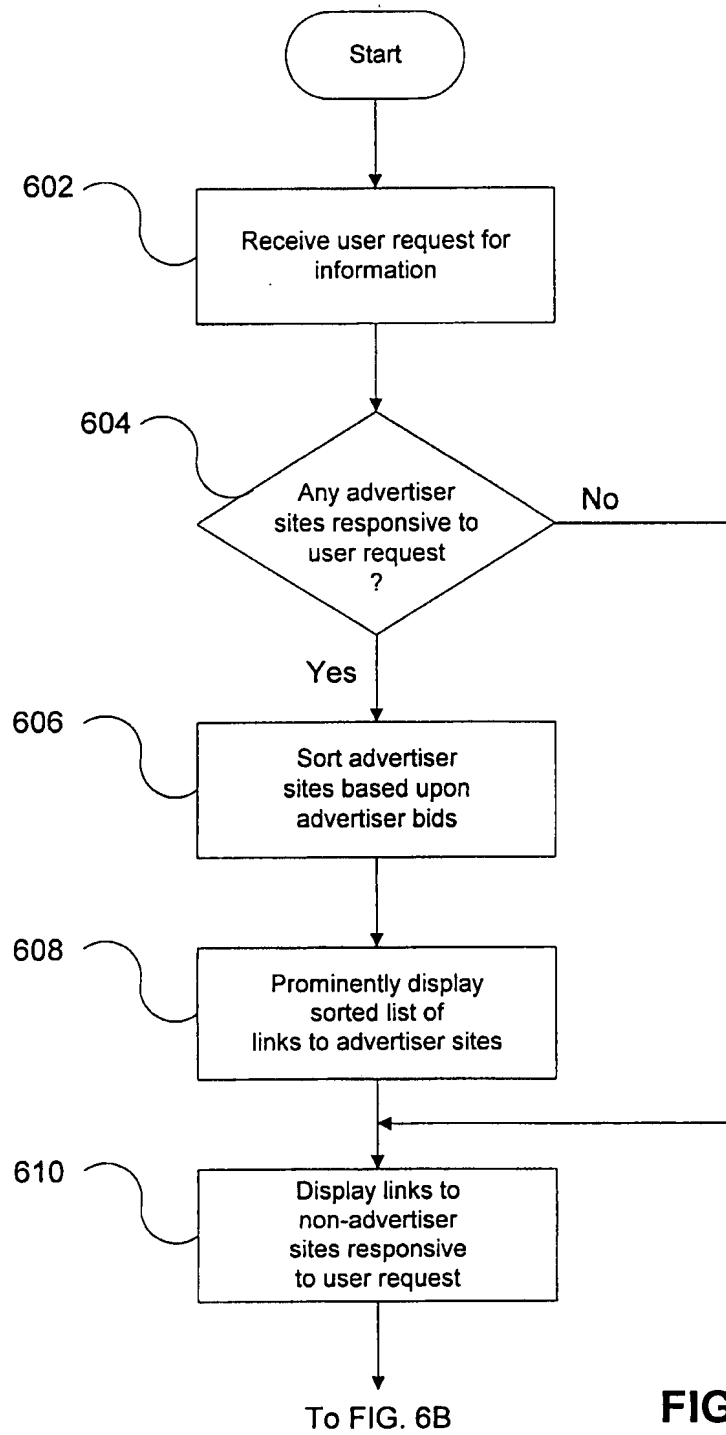 Start
602
Receive user request for
information
604
Any advertiser
sites responsive to
user request
?
No
Yes
606
Sort advertiser
sites based upon
advertiser bids
608
Prominently display
sorted list of
links to advertiser sites
610
Display links to
non-advertiser
sites responsive
to user request
To FIG. 6B
FIG